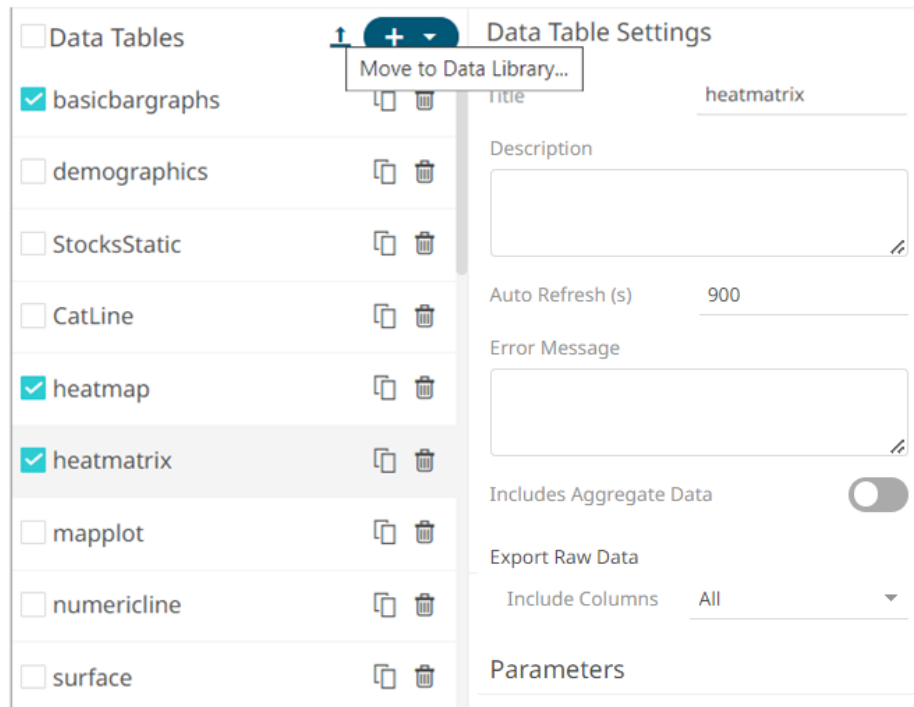 Data Tables
Data Table Settings
Move to Data Library...
basicbargraphs
Title
heatmatrix
demographics
Description
StocksStatic
CatLine
Auto Refresh (s)
900
Error Message
heatmap
heatmatrix
Includes Aggregate Data
mapplot
Export Raw Data
numericline
Include Columns
All
surface
Parameters